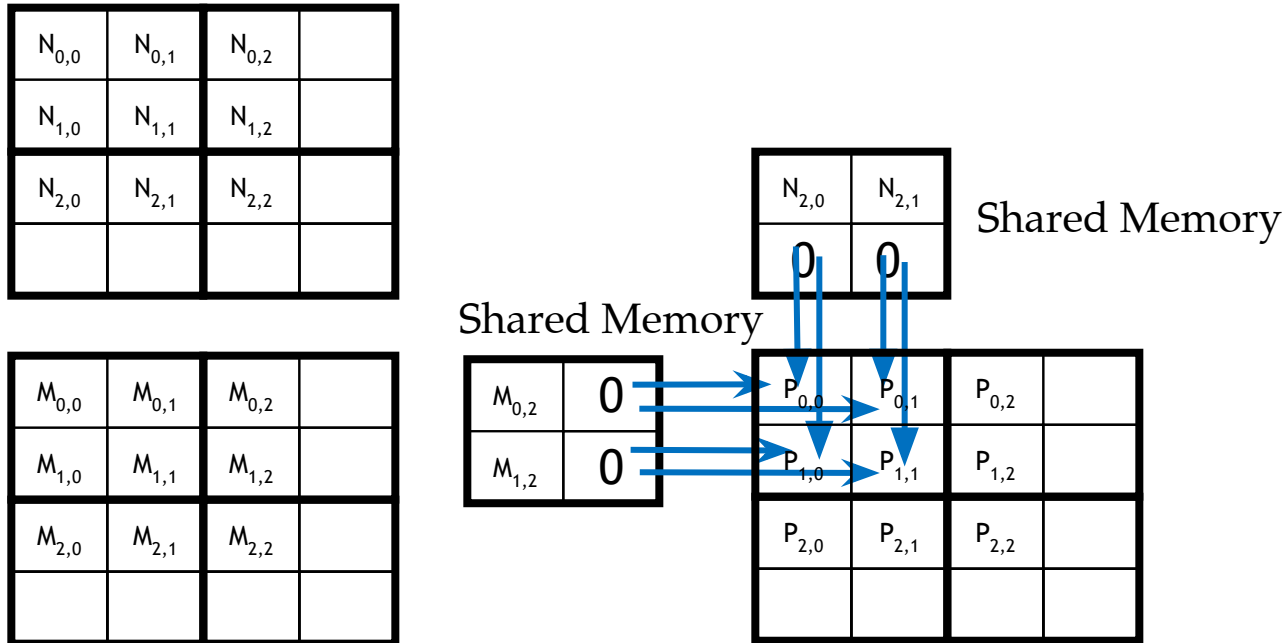 N0,0 N0,1 N0,2
N1,0 N1,1 N1,2
N2,0 N2,1 N2,2
N2,0 N2,1
0 0
Shared Memory
Shared Memory
M0,0 M0,1 M0,2
M1,0 M1,1 M1,2
M2,0 M2,1 M2,2
M0,2 0
M1,2 0
P0,0 P0,1 P0,2
P1,0 P1,1 P1,2
P2,0 P2,1 P2,2